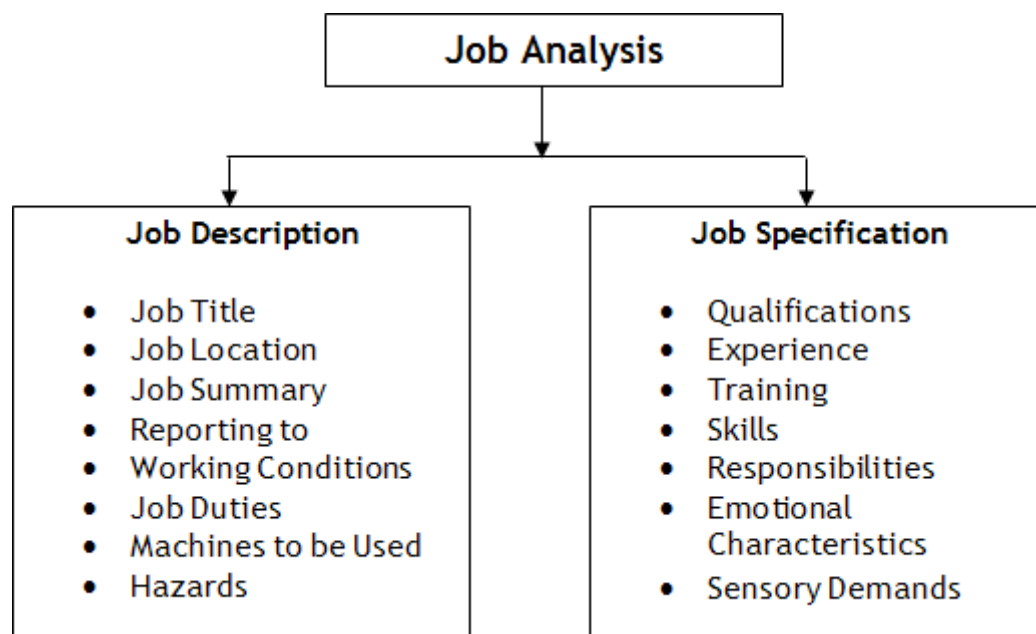 Job Analysis
Job Description
• Job Title
• Job Location
• Job Summary
• Reporting to
• Working Conditions
• Job Duties
• Machines to be Used
• Hazards
Job Specification
• Qualifications
• Experience
• Training
• Skills
• Responsibilities
• Emotional
Characteristics
• Sensory Demands